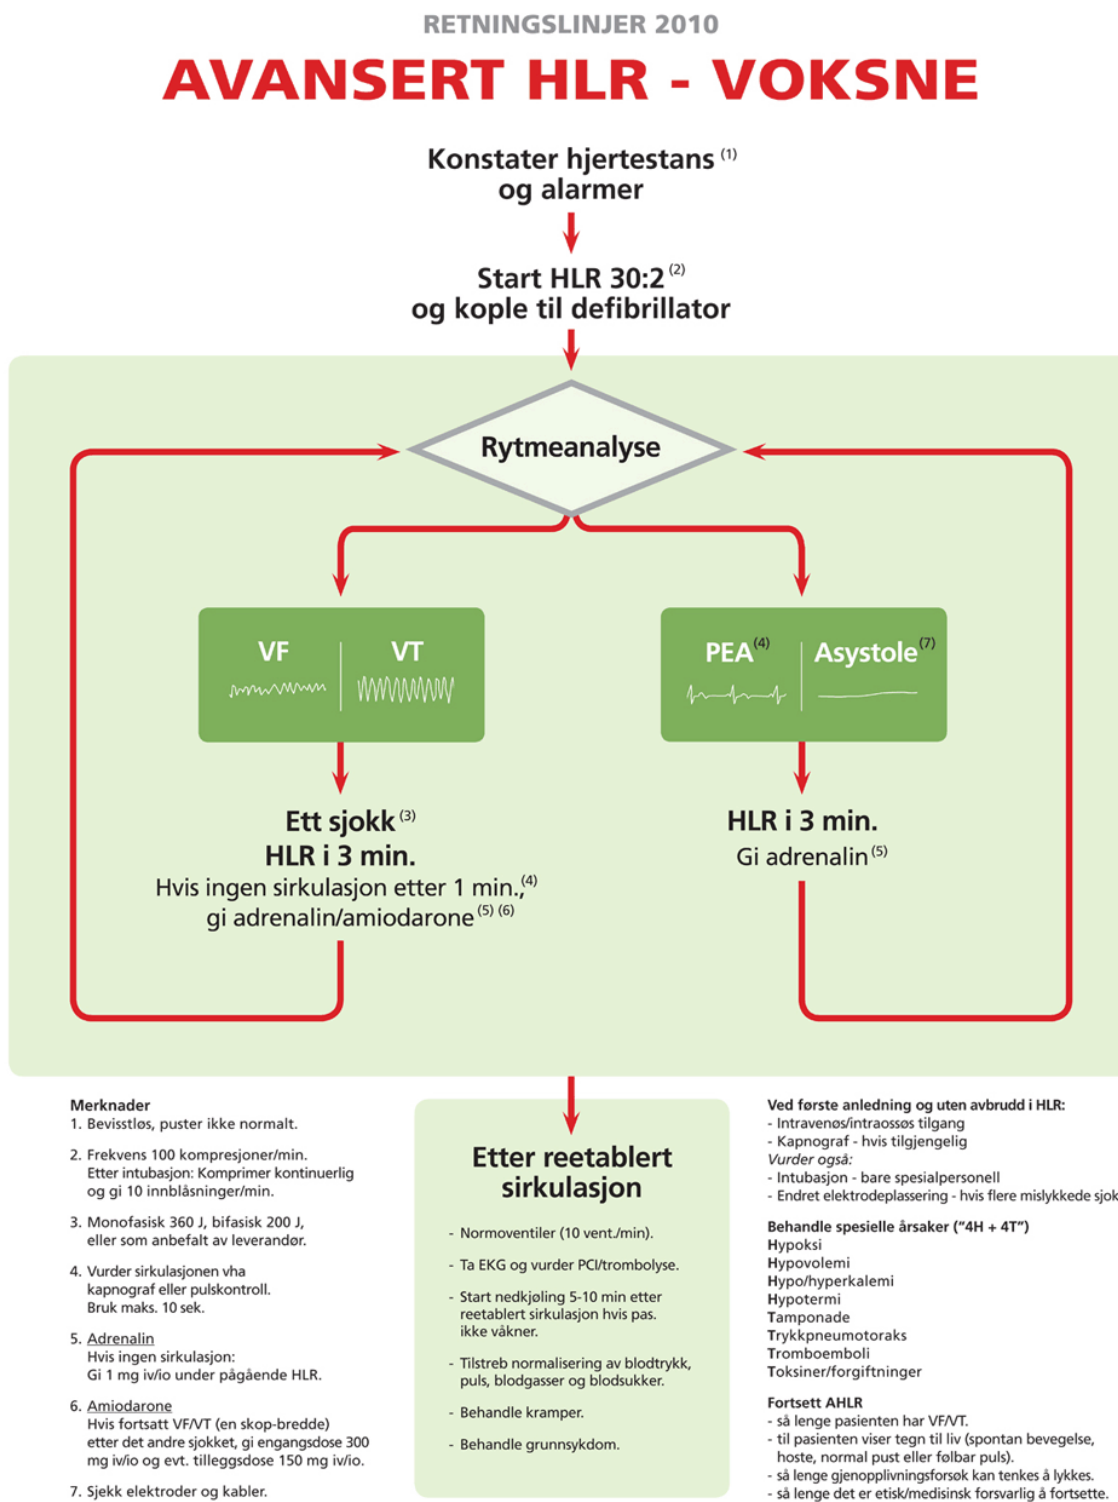 RETNINGSLINJER 2010
AVANSERT HLR - VOKSNE
Konstater hjertestans (1)
og alarmer
Start HLR 30:2 (2)
og kople til defibrillator
Rytmeanalyse
VF
VT
PEA (4)
Asystole (7)
Ett sjokk (3)
HLR i 3 min.
Hvis ingen sirkulasjon etter 1 min., (4)
gi adrenalin/amiodarone (5) (6)
HLR i 3 min.
Gi adrenalin (5)
Merknader
1. Bevisstløs, puster ikke normalt.
2. Frekvens 100 kompresjoner/min.
Etter intubasjon: Komprimer kontinuerlig
og gi 10 innblåsninger/min.
3. Monofasisk 360 J, bifasisk 200 J,
eller som anbefalt av leverandør.
4. Vurder sirkulasjonen vha
kapnograf eller pulskontroll.
Bruk maks. 10 sek.
5. Adrenalin
Hvis ingen sirkulasjon:
Gi 1 mg iv/io under pågående HLR.
6. Amiodarone
Hvis fortsatt VF/VT (en skop-bredde)
etter det andre sjokket, gi engangsdose 300
mg iv/io og evt. tilleggsdose 150 mg iv/io.
7. Sjekk elektroder og kabler.
Etter reetablert
sirkulasjon
- Normoventiler (10 vent./min).
- Ta EKG og vurder PCI/trombolyse.
- Start nedkjøling 5-10 min etter
reetablert sirkulasjon hvis pas.
ikke våkner.
- Tilstreb normalisering av blodtrykk,
puls, blodgasser og blodsukker.
- Behandle kramper.
- Behandle grunnsykdom.
Ved første anledning og uten avbrudd i HLR:
- Intravenøs/intraossøs tilgang
- Kapnograf - hvis tilgjengelig
Vurder også:
- Intubasjon - bare spesialpersonell
- Endret elektrodeplassering - hvis flere mislykkede sjok
Behandle spesielle årsaker ("4H + 4T")
Hypoksi
Hypovolemi
Hypo/hyperkalemi
Hypotermi
Tamponade
Trykkpneumotoraks
Tromboemboli
Toksiner/forgiftninger
Fortsett AHLR
- så lenge pasienten har VF/VT.
- til pasienten viser tegn til liv (spontan bevegelse,
hoste, normal pust eller følbar puls).
- så lenge gjenopplivningsforsøk kan tenkes å lykkes.
- så lenge det er etisk/medisinsk forsvarlig å fortsette.